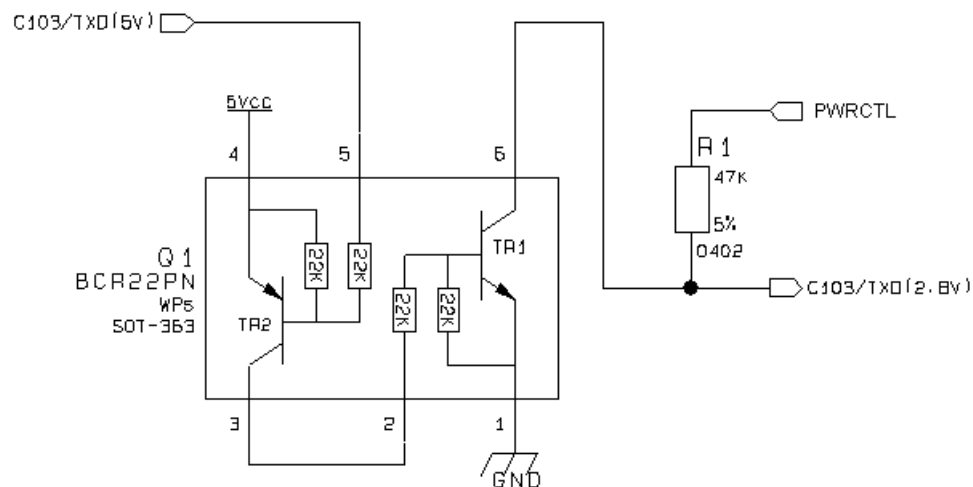 C103/TXD(5V)
5VCC
4
5
6
PWRCTL
R1
47K
5%
0402
Q1
BCR22PN
WPs
SOT-363
22K
22K
TR2
22K
22K
TR1
C103/TXD(2.8V)
3
2
1
GND